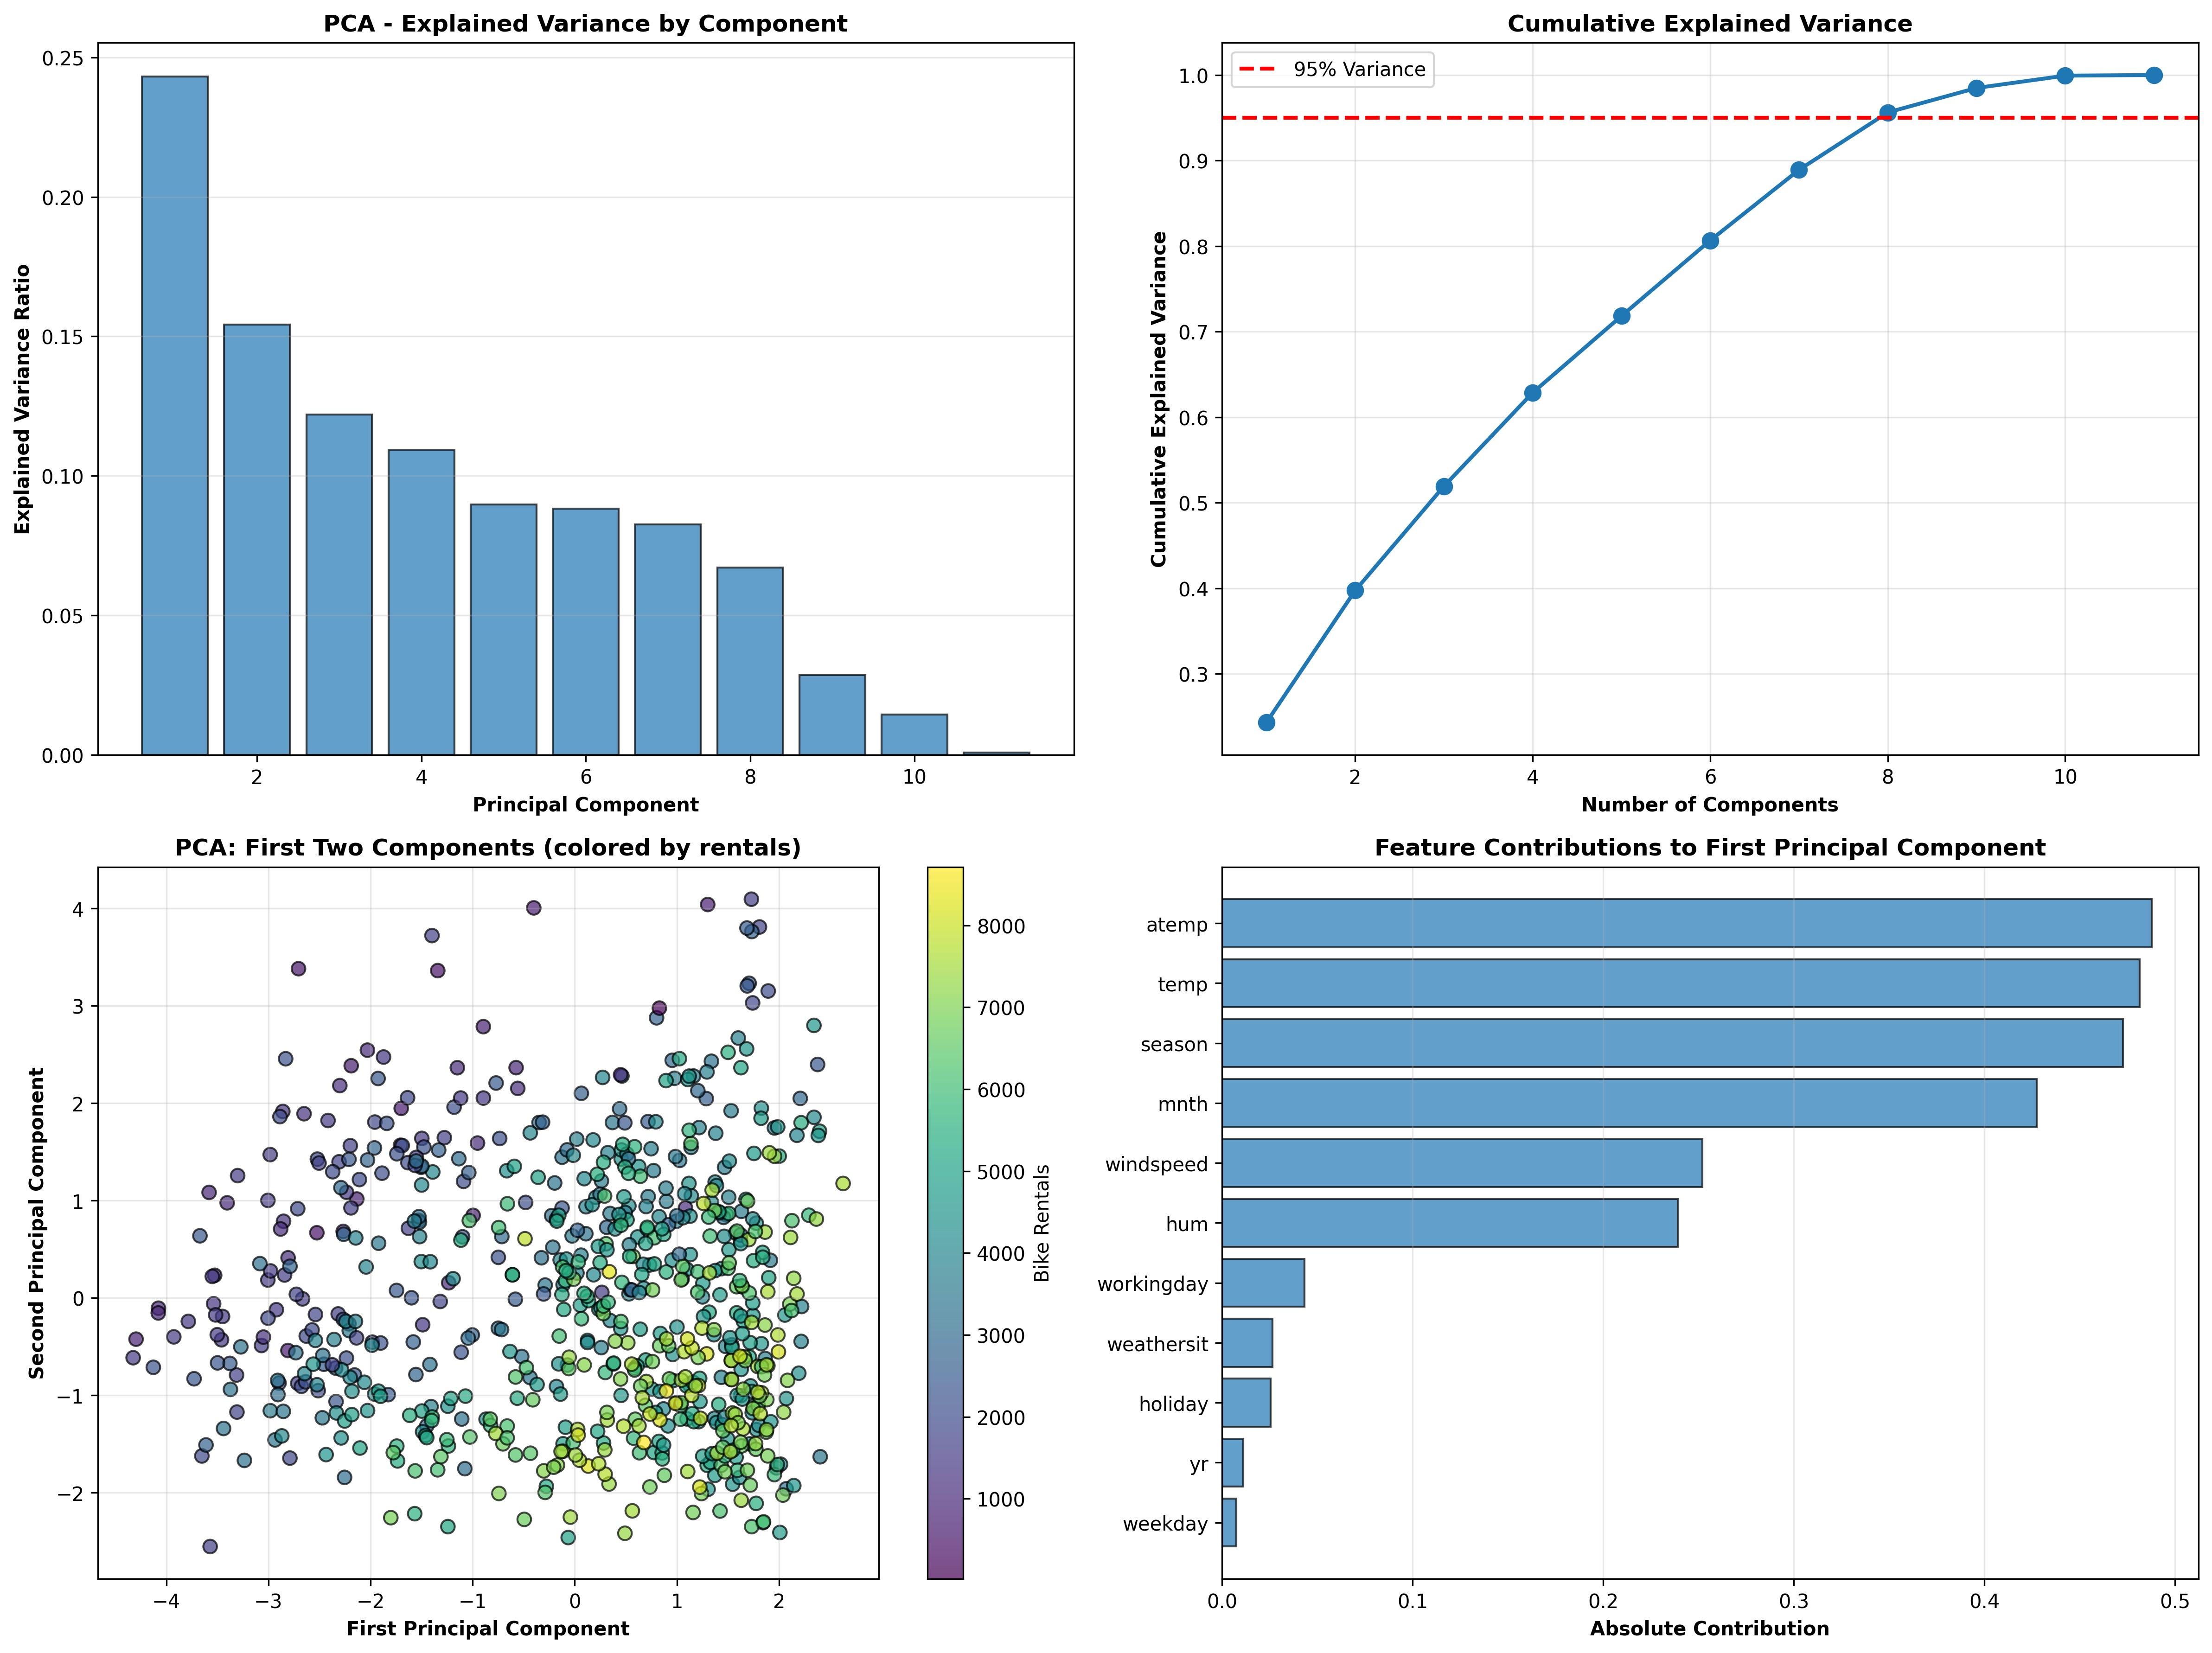 PCA - Explained Variance by Component
0.25
0.20
0.15
0.10
0.05
0.00
Explained Variance Ratio
2 4 6 8 10
Principal Component
Cumulative Explained Variance
95% Variance
1.0
0.9
0.8
0.7
0.6
0.5
0.4
0.3
Cumulative Explained Variance
2 4 6 8 10
Number of Components
PCA: First Two Components (colored by rentals)
4
3
2
1
0
−1
−2
Second Principal Component
−4 −3 −2 −1 0 1 2
First Principal Component
8000
7000
6000
5000
4000
3000
2000
1000
Bike Rentals
Feature Contributions to First Principal Component
atemp
temp
season
mnth
windspeed
hum
workingday
weathersit
holiday
yr
weekday
0.0 0.1 0.2 0.3 0.4 0.5
Absolute Contribution